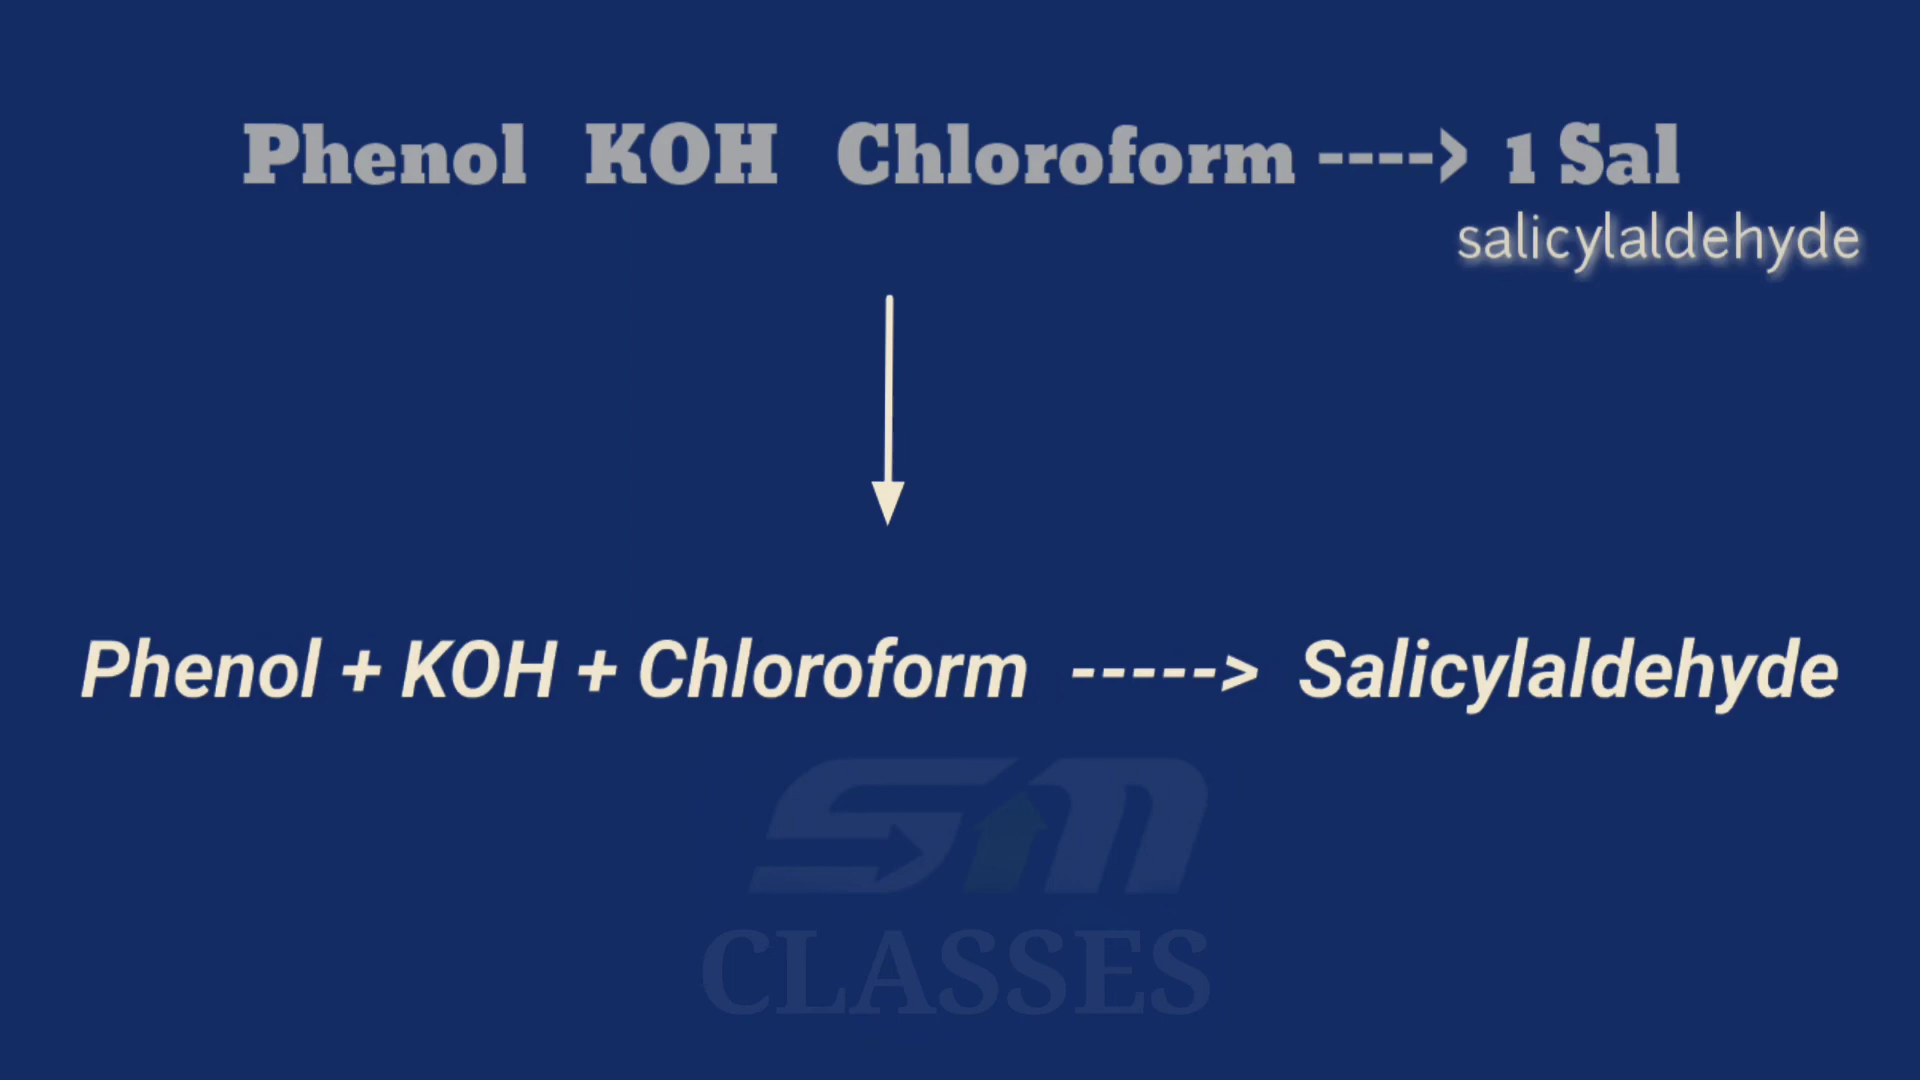 Phenol KOH Chloroform ----> 1 Sal
salicylaldehyde
Phenol + KOH + Chloroform -----> Salicylaldehyde
SM
CLASSES